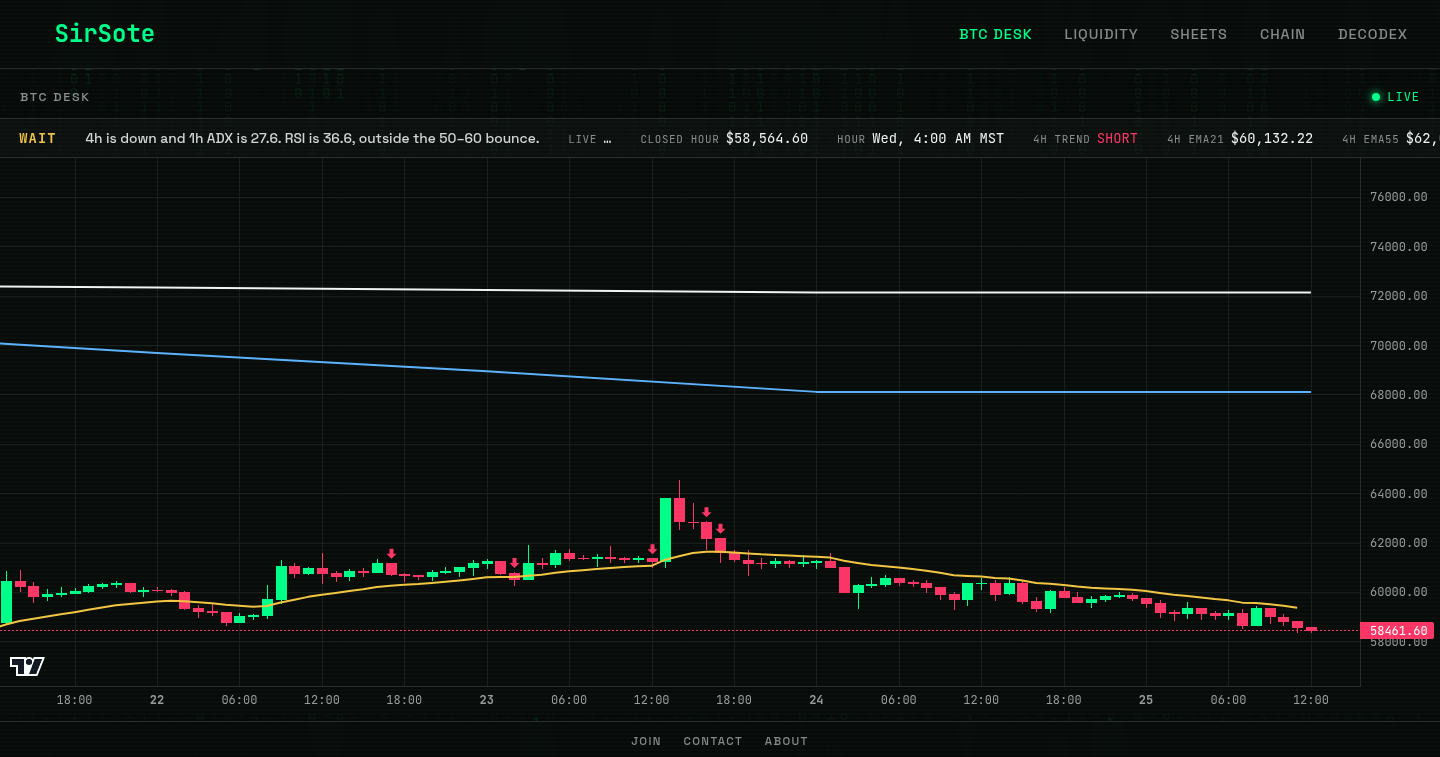 SirSote
BTC DESK LIQUIDITY SHEETS CHAIN DECODEX
BTC DESK
LIVE
WAIT 4h is down and 1h ADX is 27.6. RSI is 36.6, outside the 50–60 bounce. LIVE … CLOSED HOUR $58,564.60 HOUR Wed, 4:00 AM MST 4H TREND SHORT 4H EMA21 $60,132.22 4H EMA55 $62,
76000.00
74000.00
72000.00
70000.00
68000.00
66000.00
64000.00
62000.00
60000.00
58461.60
58000.00
18:00 22 06:00 12:00 18:00 23 06:00 12:00 18:00 24 06:00 12:00 18:00 25 06:00 12:00
JOIN CONTACT ABOUT